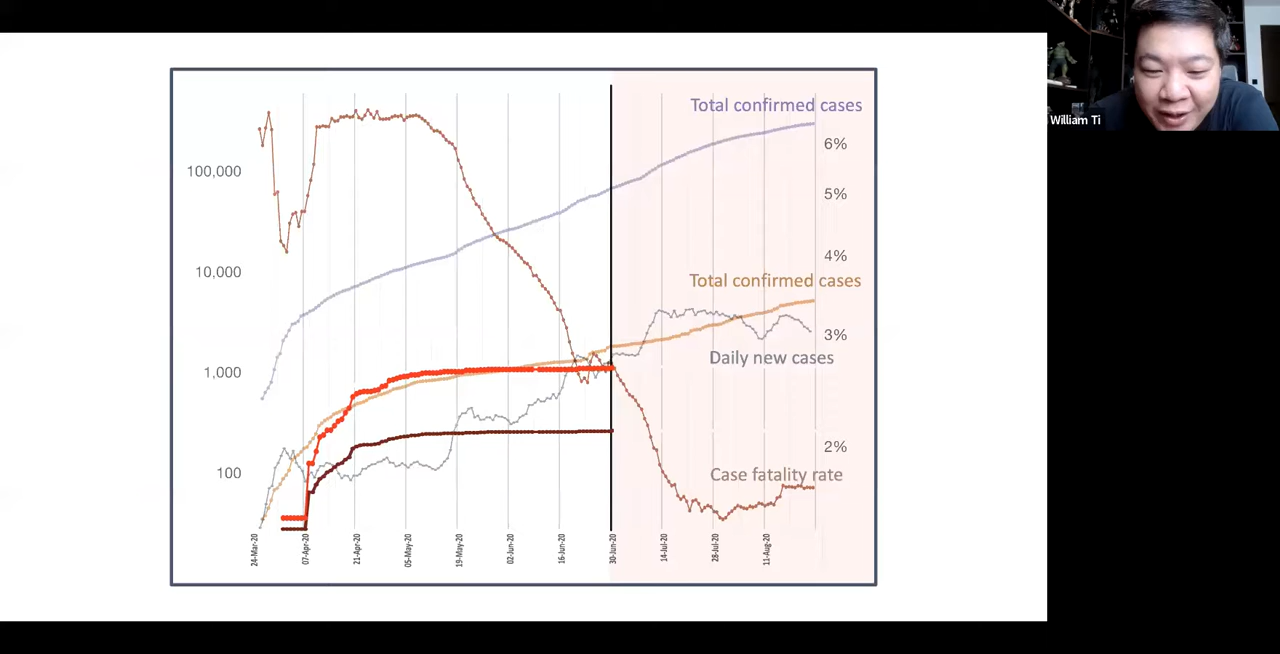 William Ti
Total confirmed cases
6%
100,000
5%
4%
10,000
Total confirmed cases
3%
Daily new cases
1,000
2%
Case fatality rate
100
24-Mar-20
07-Apr-20
21-Apr-20
05-May-20
19-May-20
02-Jun-20
16-Jun-20
30-Jun-20
14-Jul-20
28-Jul-20
11-Aug-20